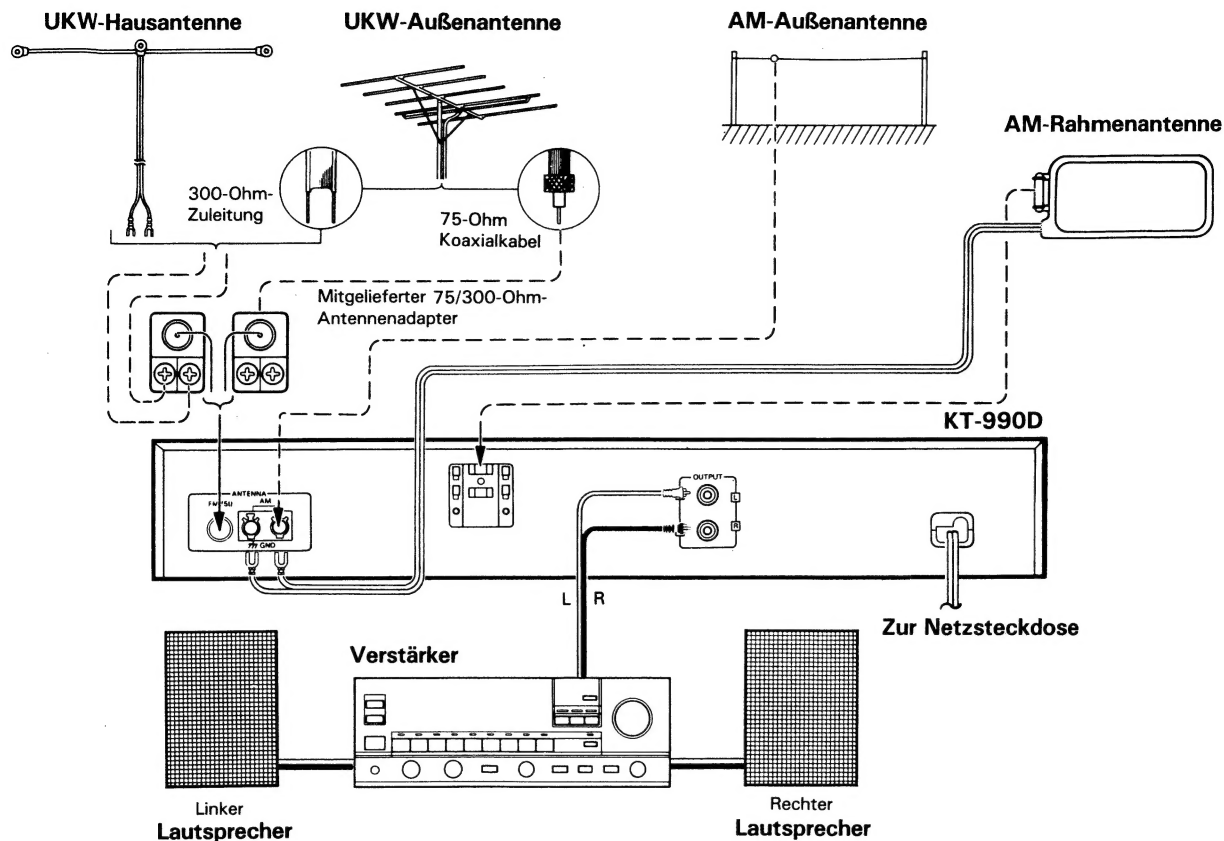 UKW-Hausantenne
UKW-Außenantenne
AM-Außenantenne
AM-Rahmenantenne
300-Ohm-
Zuleitung
75-Ohm
Koaxialkabel
Mitgelieferter 75/300-Ohm-
Antennenadapter
KT-990D
ANTENNA
AM
GND
OUTPUT
L
R
L R
Zur Netzsteckdose
Verstärker
Linker
Lautsprecher
Rechter
Lautsprecher